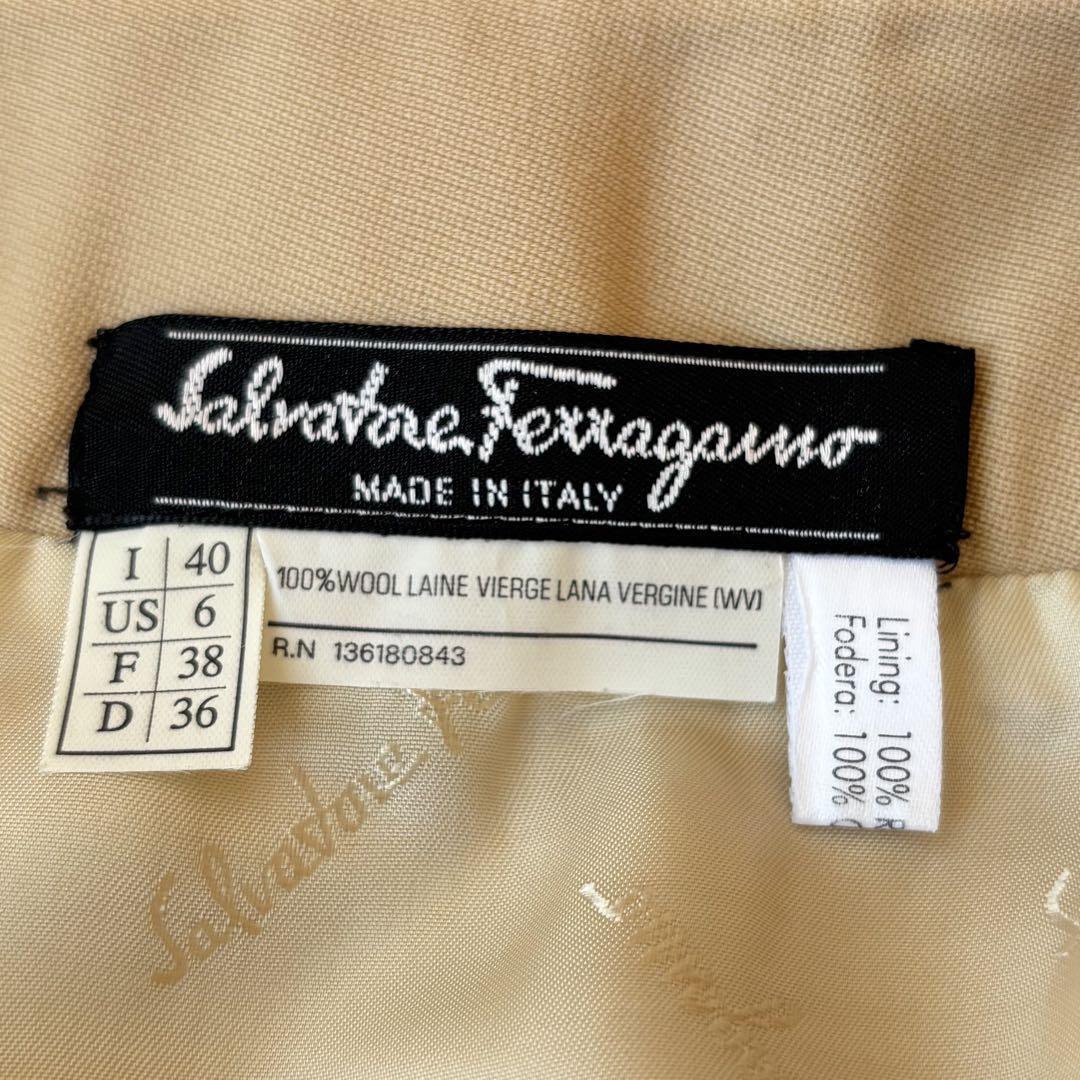 Salvatore Ferragamo
MADE IN ITALY
I 40
US 6
F 38
D 36
100%WOOL LAINE VIERGE LANA VERGINE (WV)
R.N 136180843
Lining: 100% R
Fodera: 100%
Salvatore